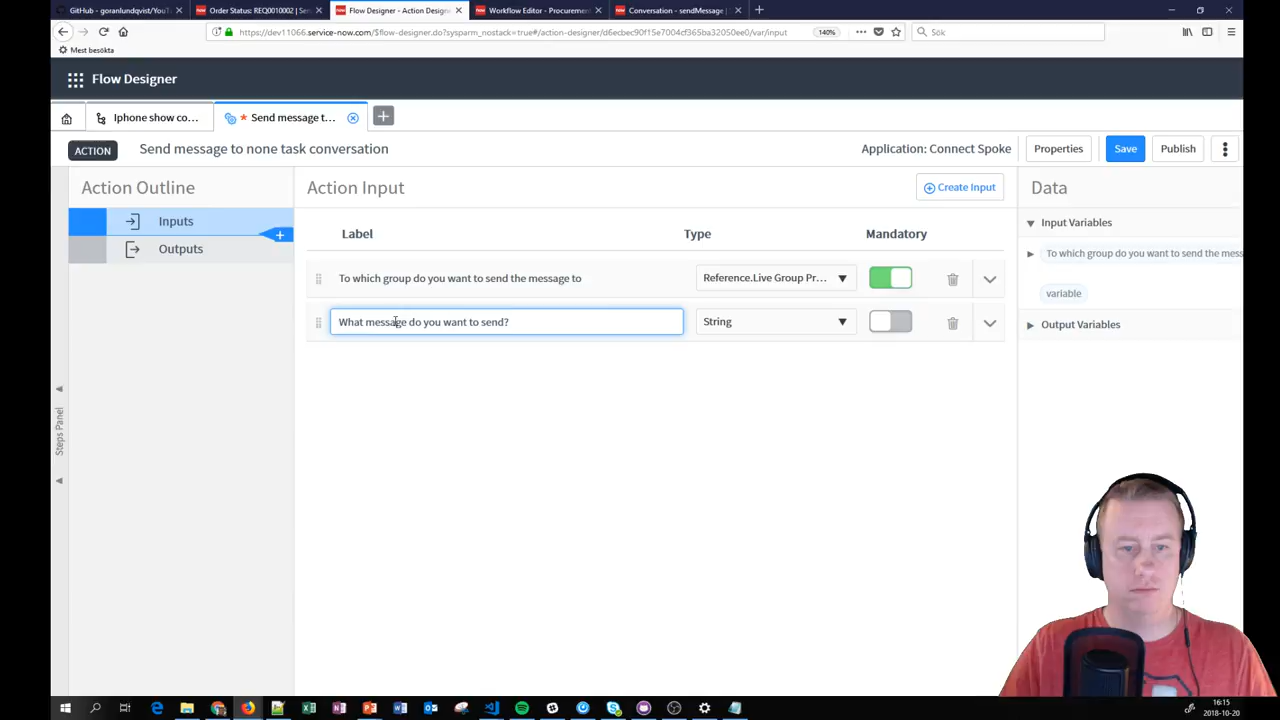 GitHub - goranlundqvist/YouT
Order Status: REQ0010002 | Ser
Flow Designer - Action Designe
Workflow Editor - Procurement
Conversation - sendMessage |
https://dev11066.service-now.com/$flow-designer.do?sysparm_nostack=true#/action-designer/d6ecbec90f15e7004cf365ba32050ee0/var/input
140%
Sök
Mest besökta
Flow Designer
Iphone show co...
* Send message t...
ACTION
Send message to none task conversation
Application: Connect Spoke
Properties
Save
Publish
Action Outline
Action Input
Create Input
Data
Inputs
Outputs
Label
Type
Mandatory
Input Variables
To which group do you want to send the mess
variable
Output Variables
To which group do you want to send the message to
Reference.Live Group Pr...
What message do you want to send?
String
Steps Panel
16:15
2018-10-20